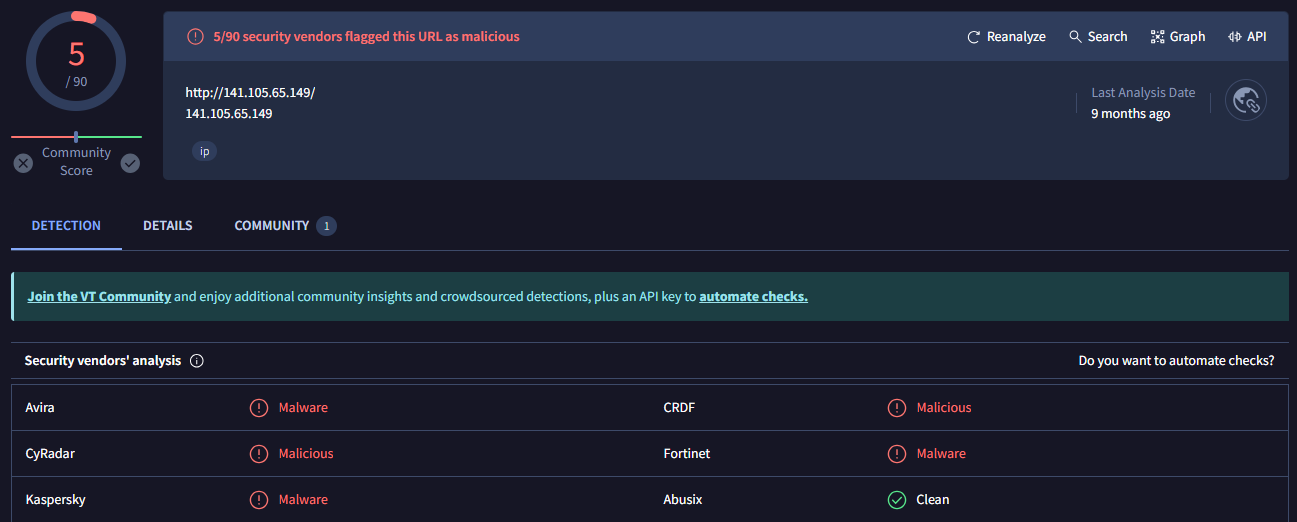 5
/ 90
Community
Score
5/90 security vendors flagged this URL as malicious
Reanalyze
Search
Graph
API
http://141.105.65.149/
141.105.65.149
ip
Last Analysis Date
9 months ago
DETECTION
DETAILS
COMMUNITY
1
Join the VT Community and enjoy additional community insights and crowdsourced detections, plus an API key to automate checks.
Security vendors' analysis
Do you want to automate checks?
Avira
Malware
CRDF
Malicious
CyRadar
Malicious
Fortinet
Malware
Kaspersky
Malware
Abusix
Clean